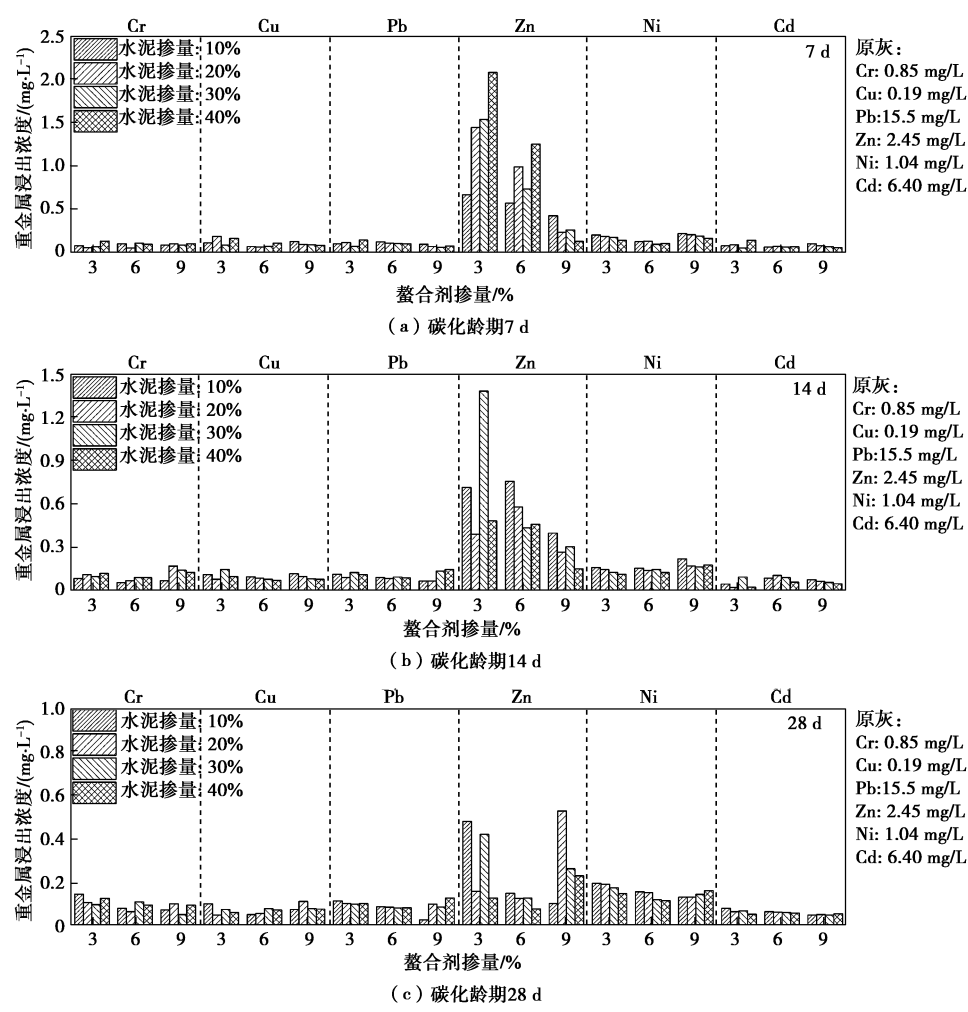 Cr Cu Pb Zn Ni Cd
重金属浸出浓度/(mg·L⁻¹)
2.5
2.0
1.5
1.0
0.5
0
水泥掺量: 10%
水泥掺量: 20%
水泥掺量: 30%
水泥掺量: 40%
7 d
原灰：
Cr: 0.85 mg/L
Cu: 0.19 mg/L
Pb:15.5 mg/L
Zn: 2.45 mg/L
Ni: 1.04 mg/L
Cd: 6.40 mg/L
3 6 9 3 6 9 3 6 9 3 6 9 3 6 9 3 6 9
螯合剂掺量/%
（a）碳化龄期7 d
Cr Cu Pb Zn Ni Cd
重金属浸出浓度/(mg·L⁻¹)
1.5
1.2
0.9
0.6
0.3
0
水泥掺量: 10%
水泥掺量: 20%
水泥掺量: 30%
水泥掺量: 40%
14 d
原灰：
Cr: 0.85 mg/L
Cu: 0.19 mg/L
Pb:15.5 mg/L
Zn: 2.45 mg/L
Ni: 1.04 mg/L
Cd: 6.40 mg/L
3 6 9 3 6 9 3 6 9 3 6 9 3 6 9 3 6 9
螯合剂掺量/%
（b）碳化龄期14 d
Cr Cu Pb Zn Ni Cd
重金属浸出浓度/(mg·L⁻¹)
1.0
0.8
0.6
0.4
0.2
0
水泥掺量: 10%
水泥掺量: 20%
水泥掺量: 30%
水泥掺量: 40%
28 d
原灰：
Cr: 0.85 mg/L
Cu: 0.19 mg/L
Pb:15.5 mg/L
Zn: 2.45 mg/L
Ni: 1.04 mg/L
Cd: 6.40 mg/L
3 6 9 3 6 9 3 6 9 3 6 9 3 6 9 3 6 9
螯合剂掺量/%
（c）碳化龄期28 d